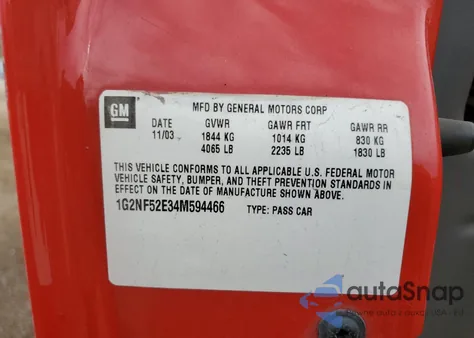 GM
MFD BY GENERAL MOTORS CORP
DATE GVWR GAWR FRT GAWR RR
11/03 1844 KG 1014 KG 830 KG
4065 LB 2235 LB 1830 LB
THIS VEHICLE CONFORMS TO ALL APPLICABLE U.S. FEDERAL MOTOR
VEHICLE SAFETY, BUMPER, AND THEFT PREVENTION STANDARDS IN
EFFECT ON THE DATE OF MANUFACTURE SHOWN ABOVE.
1G2NF52E34M594466 TYPE: PASS CAR
autoSnap